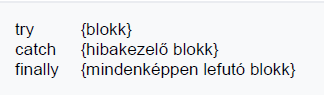 try {blokk}
catch {hibakezelő blokk}
finally {mindenképpen lefutó blokk}